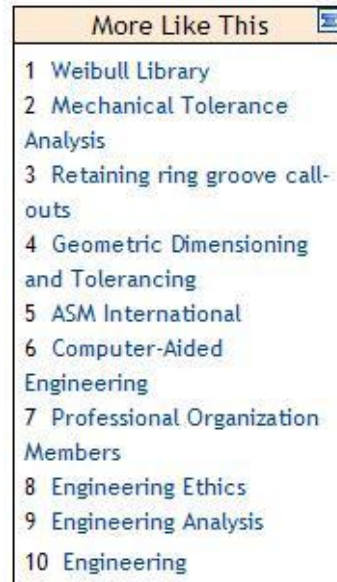 More Like This
1 Weibull Library
2 Mechanical Tolerance
Analysis
3 Retaining ring groove call-
outs
4 Geometric Dimensioning
and Tolerancing
5 ASM International
6 Computer-Aided
Engineering
7 Professional Organization
Members
8 Engineering Ethics
9 Engineering Analysis
10 Engineering